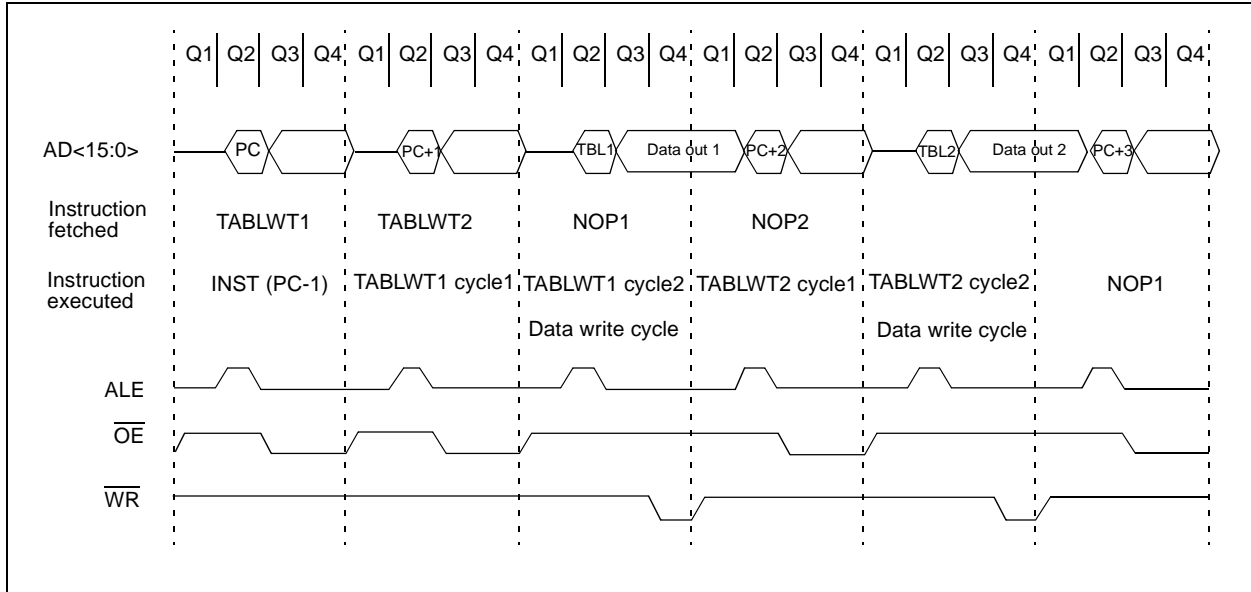 Q1 Q2 Q3 Q4 Q1 Q2 Q3 Q4 Q1 Q2 Q3 Q4 Q1 Q2 Q3 Q4 Q1 Q2 Q3 Q4 Q1 Q2 Q3 Q4
AD<15:0> PC PC+1 TBL1 Data out 1 PC+2 TBL2 Data out 2 PC+3
Instruction
fetched
TABLWT1 TABLWT2 NOP1 NOP2
Instruction
executed
INST (PC-1) TABLWT1 cycle1 TABLWT1 cycle2 TABLWT2 cycle1 TABLWT2 cycle2 NOP1
Data write cycle Data write cycle
ALE
OE
WR